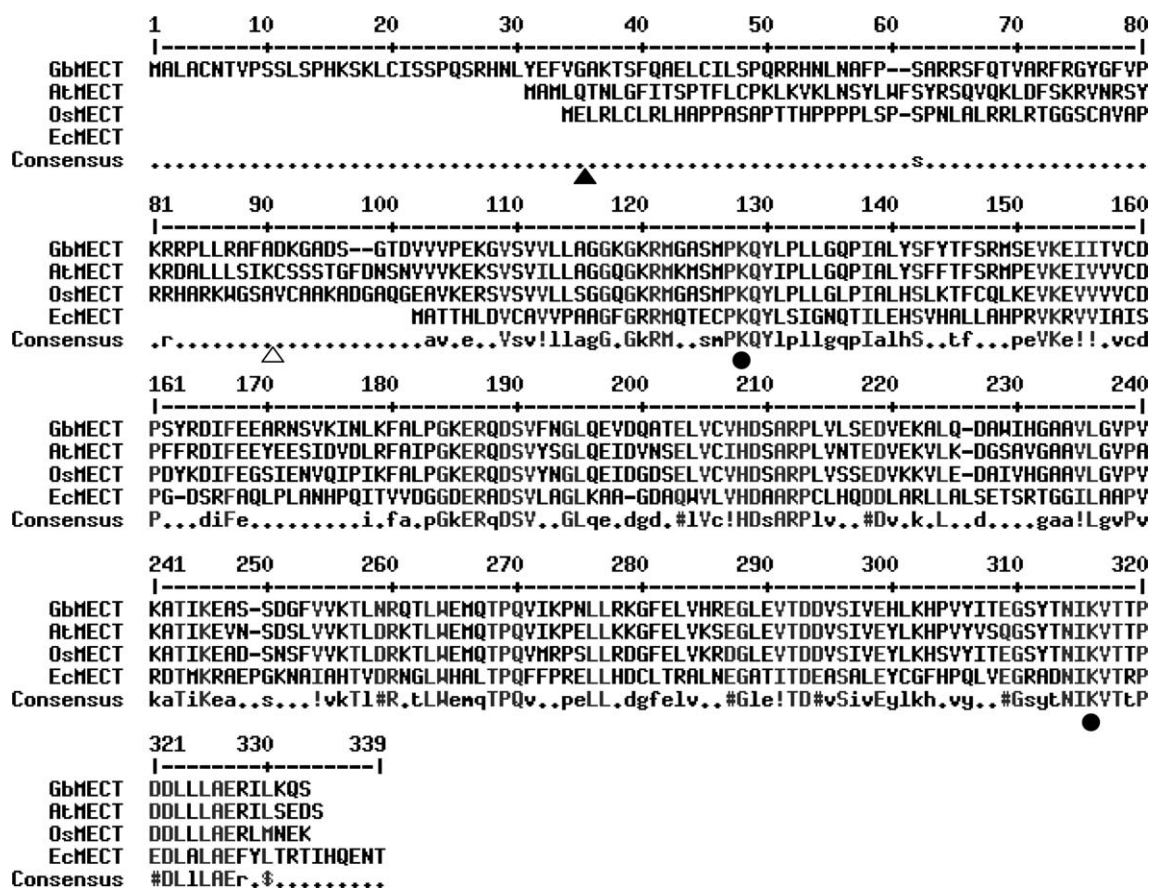 1 10 20 30 40 50 60 70 80
|--------+---------+---------+---------+---------+---------+---------+---------|
GbMECT MALACNTVPSSLSPHKSKLCISSPQSRHNLYEFVGAKTSFQAELCILSPQRRHNLNAFP--SARRSFQTVARFRGYGFVP
AtMECT MAMLQTNLGFITSPTFLCPKLKVKLNSYLWFSYRSQVQKLDFSKRVNRSY
OsMECT MELRLCLRLHAPPASAPTTHPPPPLSP-SPNLALRRLRTGGSCAVAP
EcMECT
Consensus .............................................................s..................
81 90 100 110 120 130 140 150 160
|--------+---------+---------+---------+---------+---------+---------+---------|
GbMECT KRRPLLRAFADKGADS--GTDVVVPEKGVSVVLLAGGKGKRMGASMPKQYLPLLGQPIALYSFYTFSRMSEVKEIITVCD
AtMECT KRDALLLSIKCSSSTGFDNSNVVVKEKSVSVILLAGGQGKRMKMSMPKQYIPLLGQPIALYSFFTFSRMPEVKEIVVVCD
OsMECT RRHARKWGSAVCAAKADGAQGEAVKERSVSVVLLSGGQGKRMGASMPKQYLPLLGLPIALHSLKTFCQLKEVKEVVVVCD
EcMECT MATTHLDVCAVVPAAGFGRRMQTECPKQYLSIGNQTILEHSVHALLAHPRVKRVVIAIS
Consensus .r....................av.e..Vsv!llagG.GkRM..smPKQYlpllgqpIalhS..tf...peVKe!!.vcd
161 170 180 190 200 210 220 230 240
|--------+---------+---------+---------+---------+---------+---------+---------|
GbMECT PSYRDIFEEARNSVKINLKFALPGKERQDSVFNGLQEVDQATELVCVHDSARPLVLSEDVEKALQ-DAWIHGAAVLGVPV
AtMECT PFFRDIFEEYEESIDVDLRFAIPGKERQDSVYSGLQEIDVNSELVCIHDSARPLVNTEDVEKVLK-DGSAVGAAVLGVPA
OsMECT PDYKDIFEGSIENVQIPIKFALPGKERQDSVYNGLQEIDGDSELVCVHDSARPLVSSEDVKKVLE-DAIVHGAAVLGVPV
EcMECT PG-DSRFAQLPLANHPQITVVDGGDERADSVLAGLKAA-GDAQWVLVHDAARPCLHQDDLARLLALSETSRTGGILAAPV
Consensus P...diFe.........i.fa.pGkERqDSV..GLqe.dgd.#lVc!HDsARPlv..#Dv.k.L..d....gaa!LgvPv
241 250 260 270 280 290 300 310 320
|--------+---------+---------+---------+---------+---------+---------+---------|
GbMECT KATIKEAS-SDGFVVKTLNRQTLWEMQTPQVIKPNLLRKGFELVHREGLEVTDDVSIVEHLKHPVYITEGSYTNIKVTTP
AtMECT KATIKEVN-SDSLVVKTLDRKTLWEMQTPQVIKPELLKKGFELVKSEGLEVTDDVSIVEYLKHPVYVSQGSYTNIKVTTP
OsMECT KATIKEAD-SNSFVVKTLDRKTLWEMQTPQVMRPSLLRDGFELVKRDGLEVTDDVSIVEYLKHSVYITEGSYTNIKVTTP
EcMECT RDTMKRAEPGKNAIAHTVDRNGLWHALTPQFFPRELLHDCLTRALNEGATITDEASALEYCGFHPQLVEGRADNIKVTRP
Consensus kaTiKea..s...!vkTl#R.tLWemqTPQv..peLL.dgfelv..#Gle!TD#vSivEylkh.vy..#GsytNIKVTtP
321 330 339
|--------+--------|
GbMECT DDLLLAERILKQS
AtMECT DDLLLAERILSEDS
OsMECT DDLLLAERLMNEK
EcMECT EDLALAEFYLTRTIHQENT
Consensus #DLlLAEr.$.........